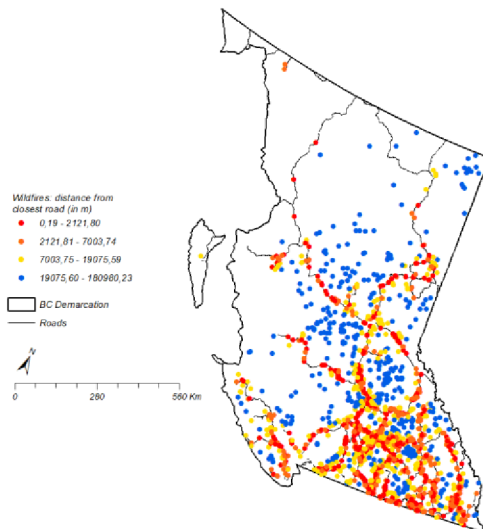 Wildfires: distance from
closest road (in m)
0,19 - 2121,80
2121,81 - 7003,74
7003,75 - 19075,59
19075,60 - 180980,23
BC Demarcation
Roads
N
0 280 560 Km